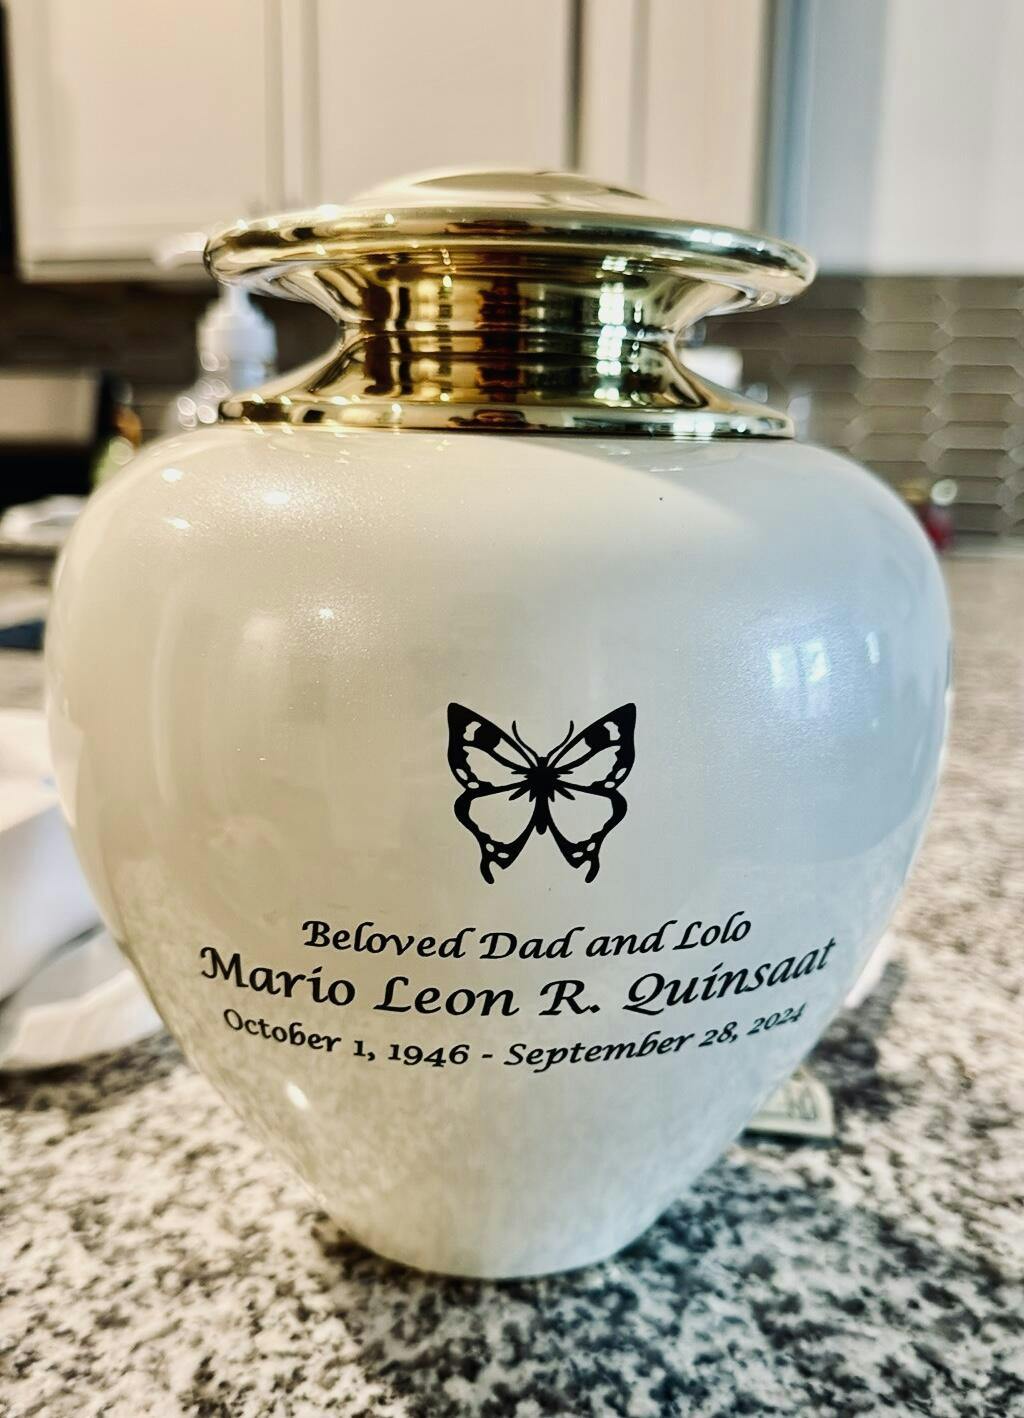 Beloved Dad and Lolo
Mario Leon R. Quinsaat
October 1, 1946 - September 28, 2024